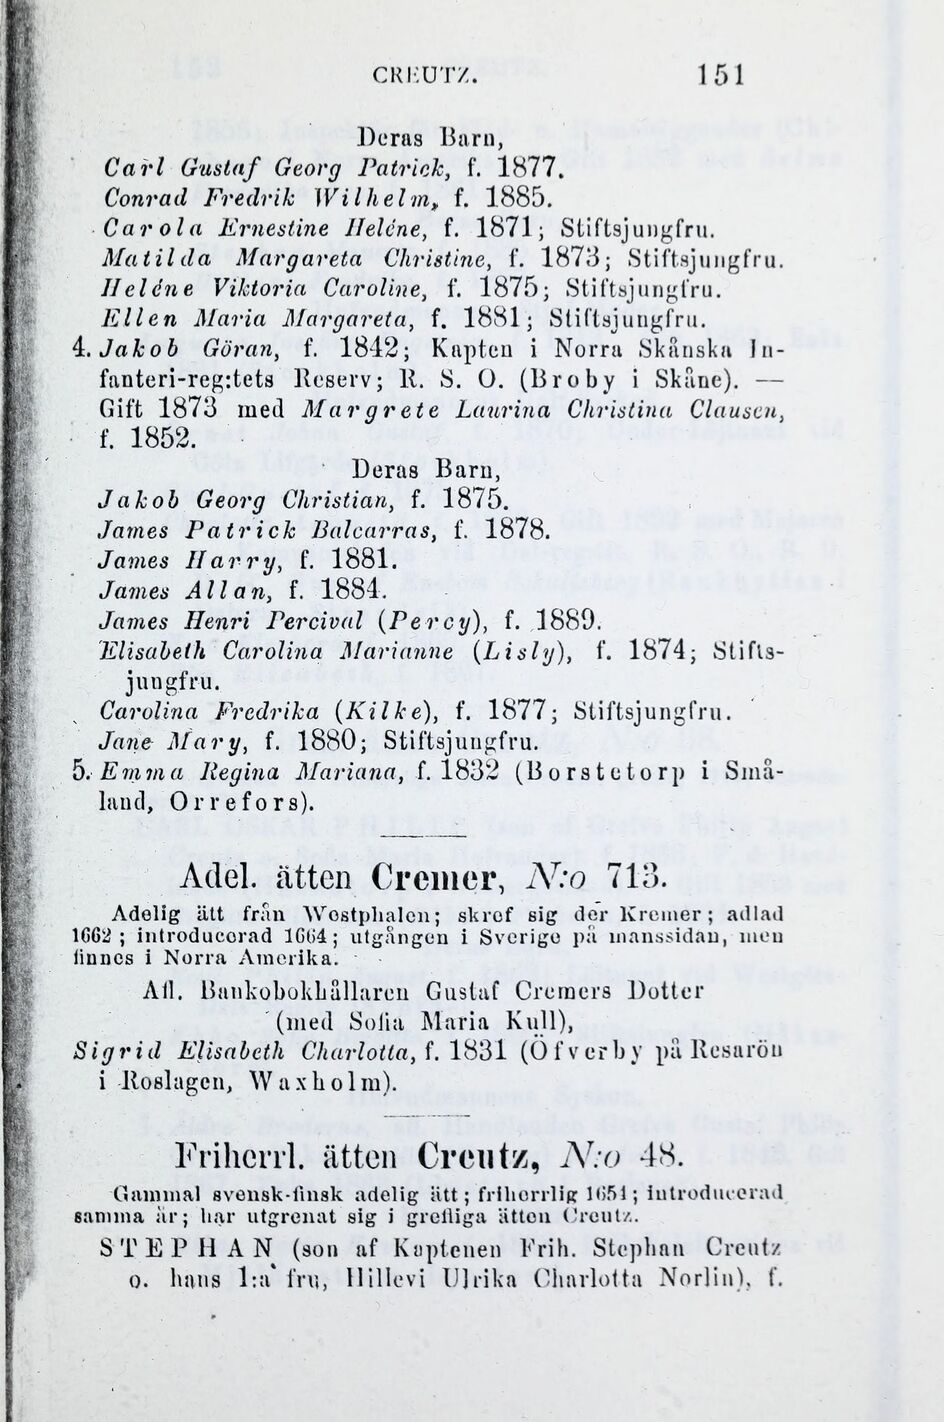 CREUTZ. 151
Deras Barn,
Carl Gustaf Georg Patrick, f. 1877.
Conrad Fredrik Wilhelm, f. 1885.
Carola Ernestine Heléne, f. 1871; Stiftsjungfru.
Matilda Margareta Christine, f. 1873; Stiftsjungfru.
Heléne Viktoria Caroline, f. 1875; Stiftsjungfru.
Ellen Maria Margareta, f. 1881; Stiftsjungfru.
4. Jakob Göran, f. 1842; Kapten i Norra Skånska In-
fanteri-reg:tets Reserv; R. S. O. (Broby i Skåne). —
Gift 1873 med Margrete Laurina Christina Clausen,
f. 1852.
Deras Barn,
Jakob Georg Christian, f. 1875.
James Patrick Balcarras, f. 1878.
James Harry, f. 1881.
James Allan, f. 1884.
James Henri Percival (Percy), f. 1889.
Elisabeth Carolina Marianne (Lisly), f. 1874; Stifts-
jungfru.
Carolina Fredrika (Kilke), f. 1877; Stiftsjungfru.
Jane Mary, f. 1880; Stiftsjungfru.
5. Emma Regina Mariana, f. 1832 (Borstetorp i Små-
land, Orrefors).
Adel. ätten Cremer, N:o 713.
Adelig ätt från Westphalen; skref sig der Kremer; adlad
1662; introducerad 1664; utgången i Sverige på manssidan, men
finnes i Norra Amerika.
Afl. Bankobokhållaren Gustaf Cremers Dotter
(med Sofia Maria Kull),
Sigrid Elisabeth Charlotta, f. 1831 (Öfverby på Resarön
i Roslagen, Waxholm).
Friherrl. ätten Creutz, N:o 48.
Gammal svensk-finsk adelig ätt; friherrlig 1651; introducerad
samma år; har utgrenat sig i grefliga ätten Creutz.
STEPHAN (son af Kaptenen Frih. Stephan Creutz
o. hans 1:a fru, Hillevi Ulrika Charlotta Norlin), f.